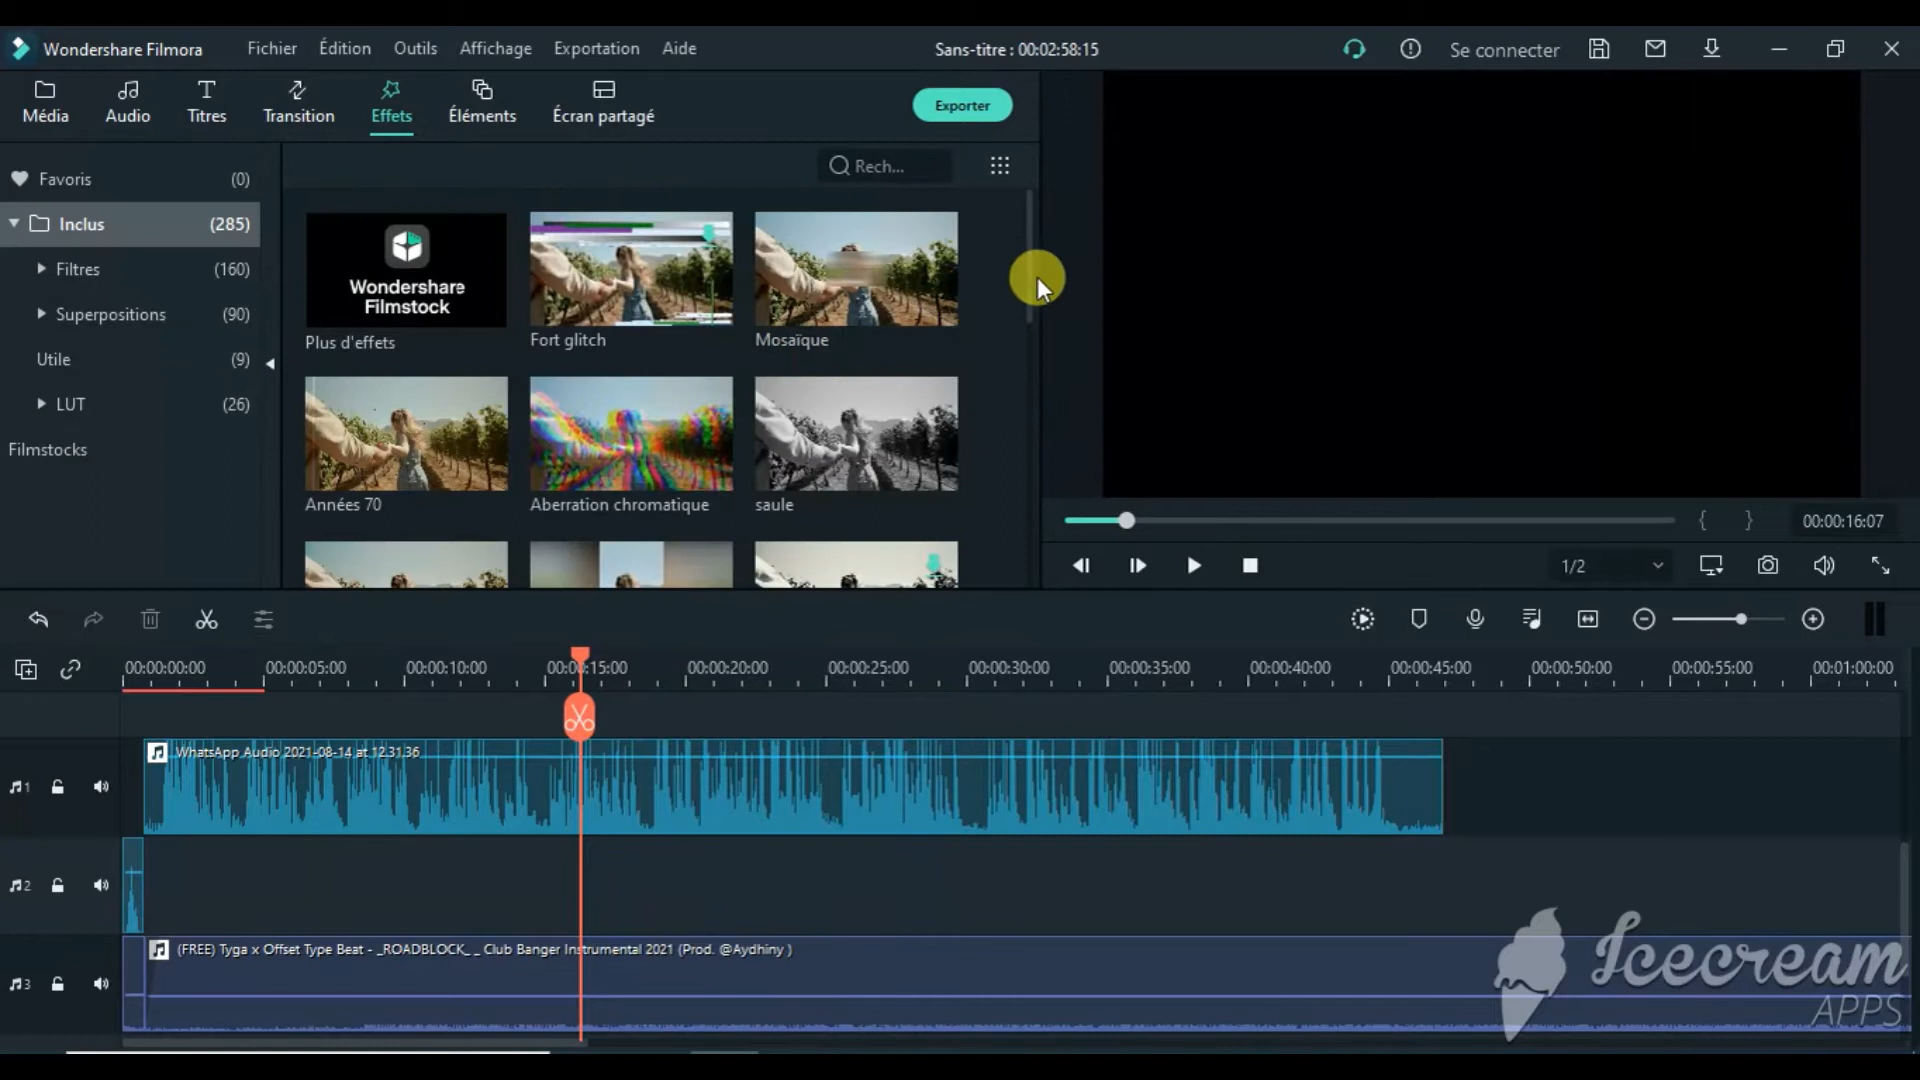 Wondershare Filmora Fichier Édition Outils Affichage Exportation Aide Sans-titre : 00:02:58:15 Se connecter
Média Audio Titres Transition Effets Éléments Écran partagé Exporter
Favoris (0)
Rech...
Inclus (285)
Filtres (160)
Superpositions (90)
Utile (9)
LUT (26)
Filmstocks
Wondershare
Filmstock
Plus d'effets Fort glitch Mosaïque
Années 70 Aberration chromatique saule
{ } 00:00:16:07
1/2
00:00:00:00 00:00:05:00 00:00:10:00 00:00:15:00 00:00:20:00 00:00:25:00 00:00:30:00 00:00:35:00 00:00:40:00 00:00:45:00 00:00:50:00 00:00:55:00 00:01:00:00
WhatsApp Audio 2021-08-14 at 12.31.36
1
2
(FREE) Tyga x Offset Type Beat - _ROADBLOCK_ _ Club Banger Instrumental 2021 (Prod. @Aydhiny )
3
Icecream
APPS